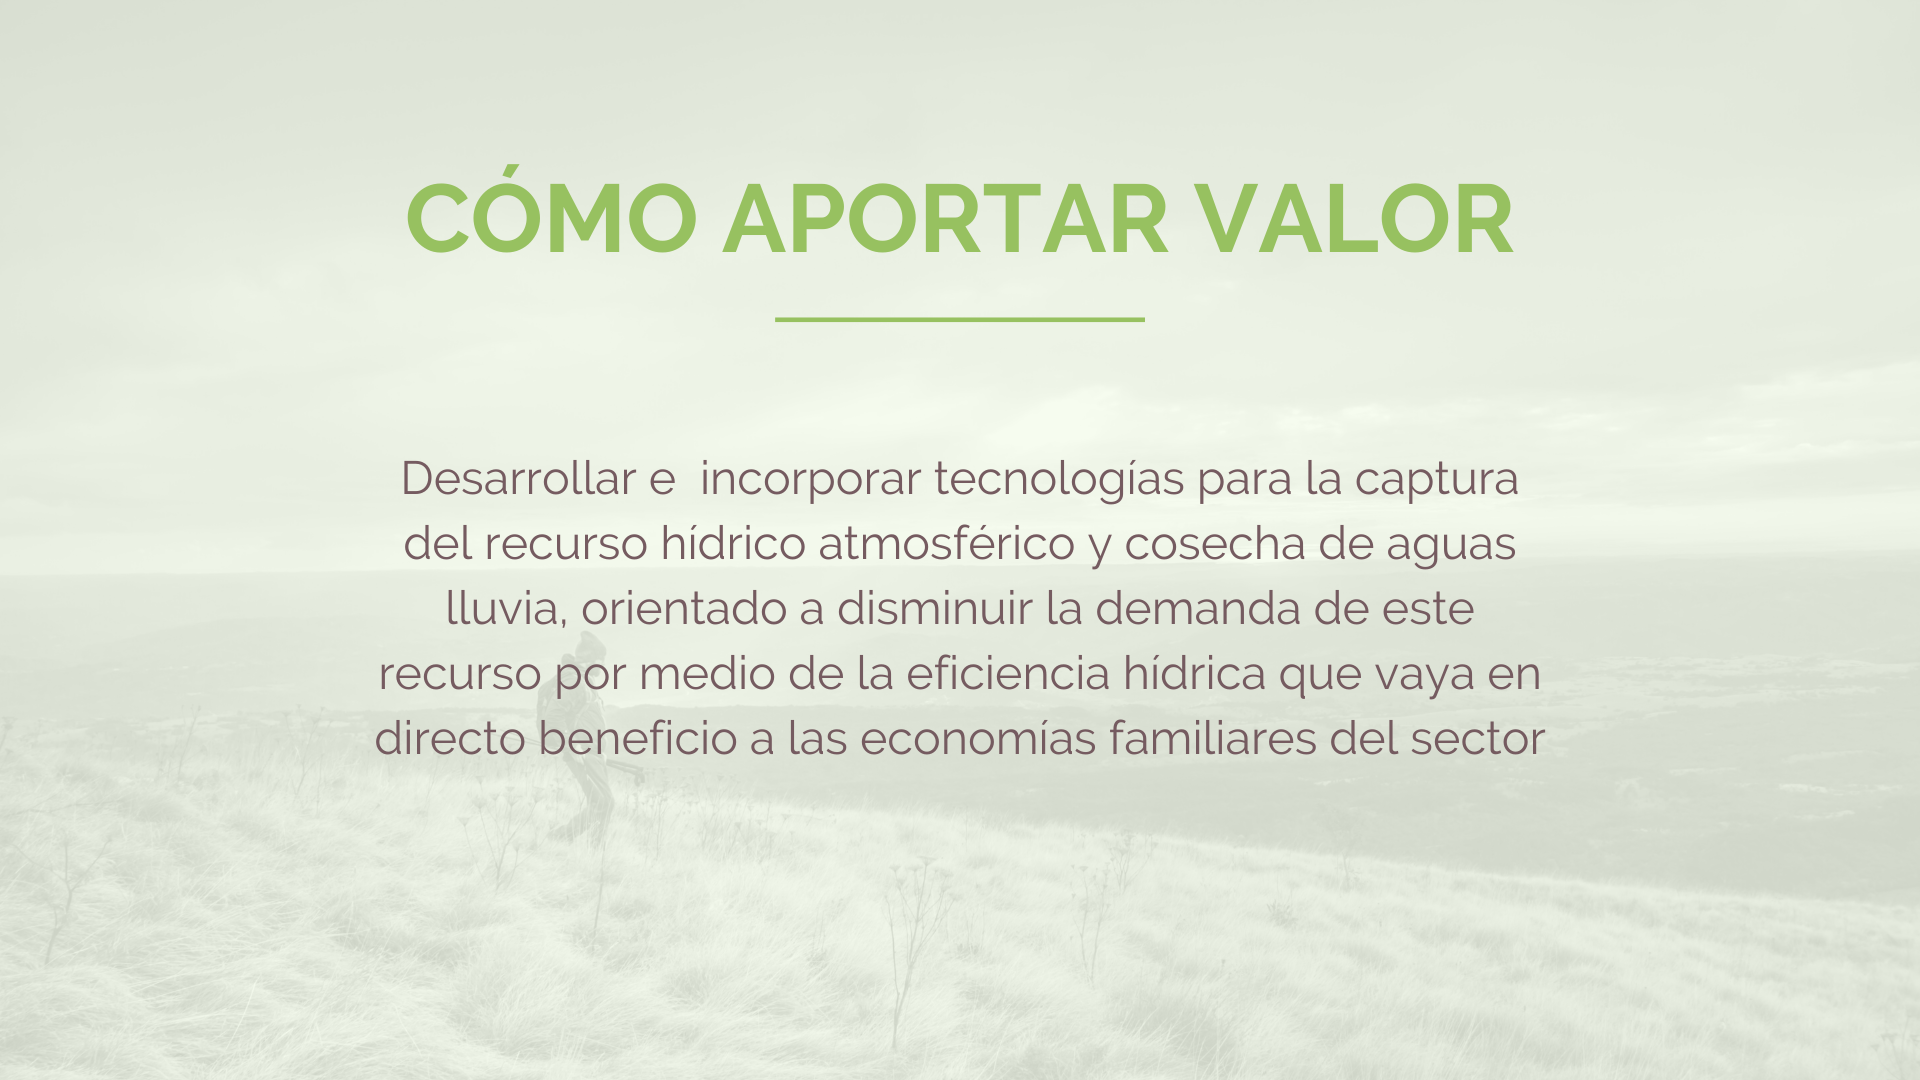 CÓMO APORTAR VALOR
Desarrollar e  incorporar tecnologías para la captura
del recurso hídrico atmosférico y cosecha de aguas
lluvia, orientado a disminuir la demanda de este
recurso por medio de la eficiencia hídrica que vaya en
directo beneficio a las economías familiares del sector